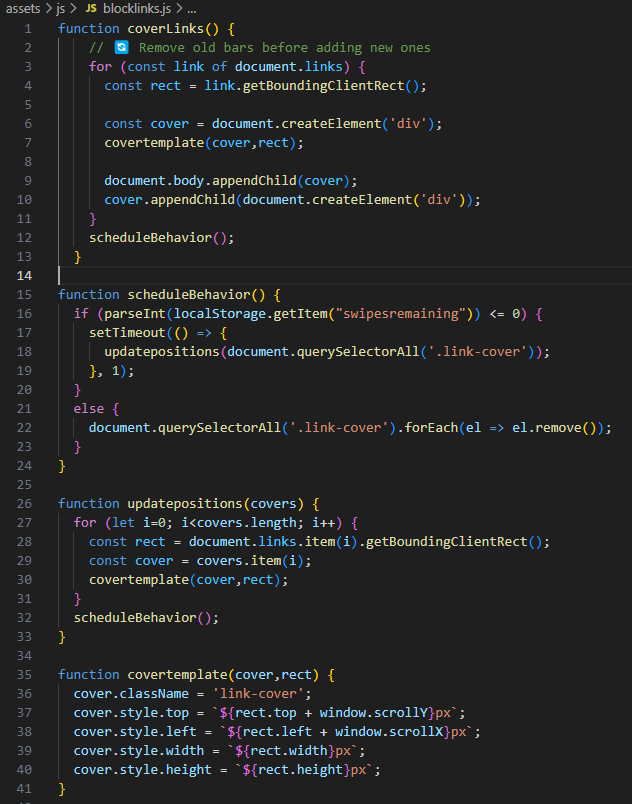 assets > js > JS blocklinks.js > ...
1 function coverLinks() {
2 // 🔄 Remove old bars before adding new ones
3 for (const link of document.links) {
4 const rect = link.getBoundingClientRect();
5
6 const cover = document.createElement('div');
7 covertemplate(cover,rect);
8
9 document.body.appendChild(cover);
10 cover.appendChild(document.createElement('div'));
11 }
12 scheduleBehavior();
13 }
14
15 function scheduleBehavior() {
16 if (parseInt(localStorage.getItem("swipesremaining")) <= 0) {
17 setTimeout(() => {
18 updatepositions(document.querySelectorAll('.link-cover'));
19 }, 1);
20 }
21 else {
22 document.querySelectorAll('.link-cover').forEach(el => el.remove());
23 }
24 }
25
26 function updatepositions(covers) {
27 for (let i=0; i<covers.length; i++) {
28 const rect = document.links.item(i).getBoundingClientRect();
29 const cover = covers.item(i);
30 covertemplate(cover,rect);
31 }
32 scheduleBehavior();
33 }
34
35 function covertemplate(cover,rect) {
36 cover.className = 'link-cover';
37 cover.style.top = `${rect.top + window.scrollY}px`;
38 cover.style.left = `${rect.left + window.scrollX}px`;
39 cover.style.width = `${rect.width}px`;
40 cover.style.height = `${rect.height}px`;
41 }